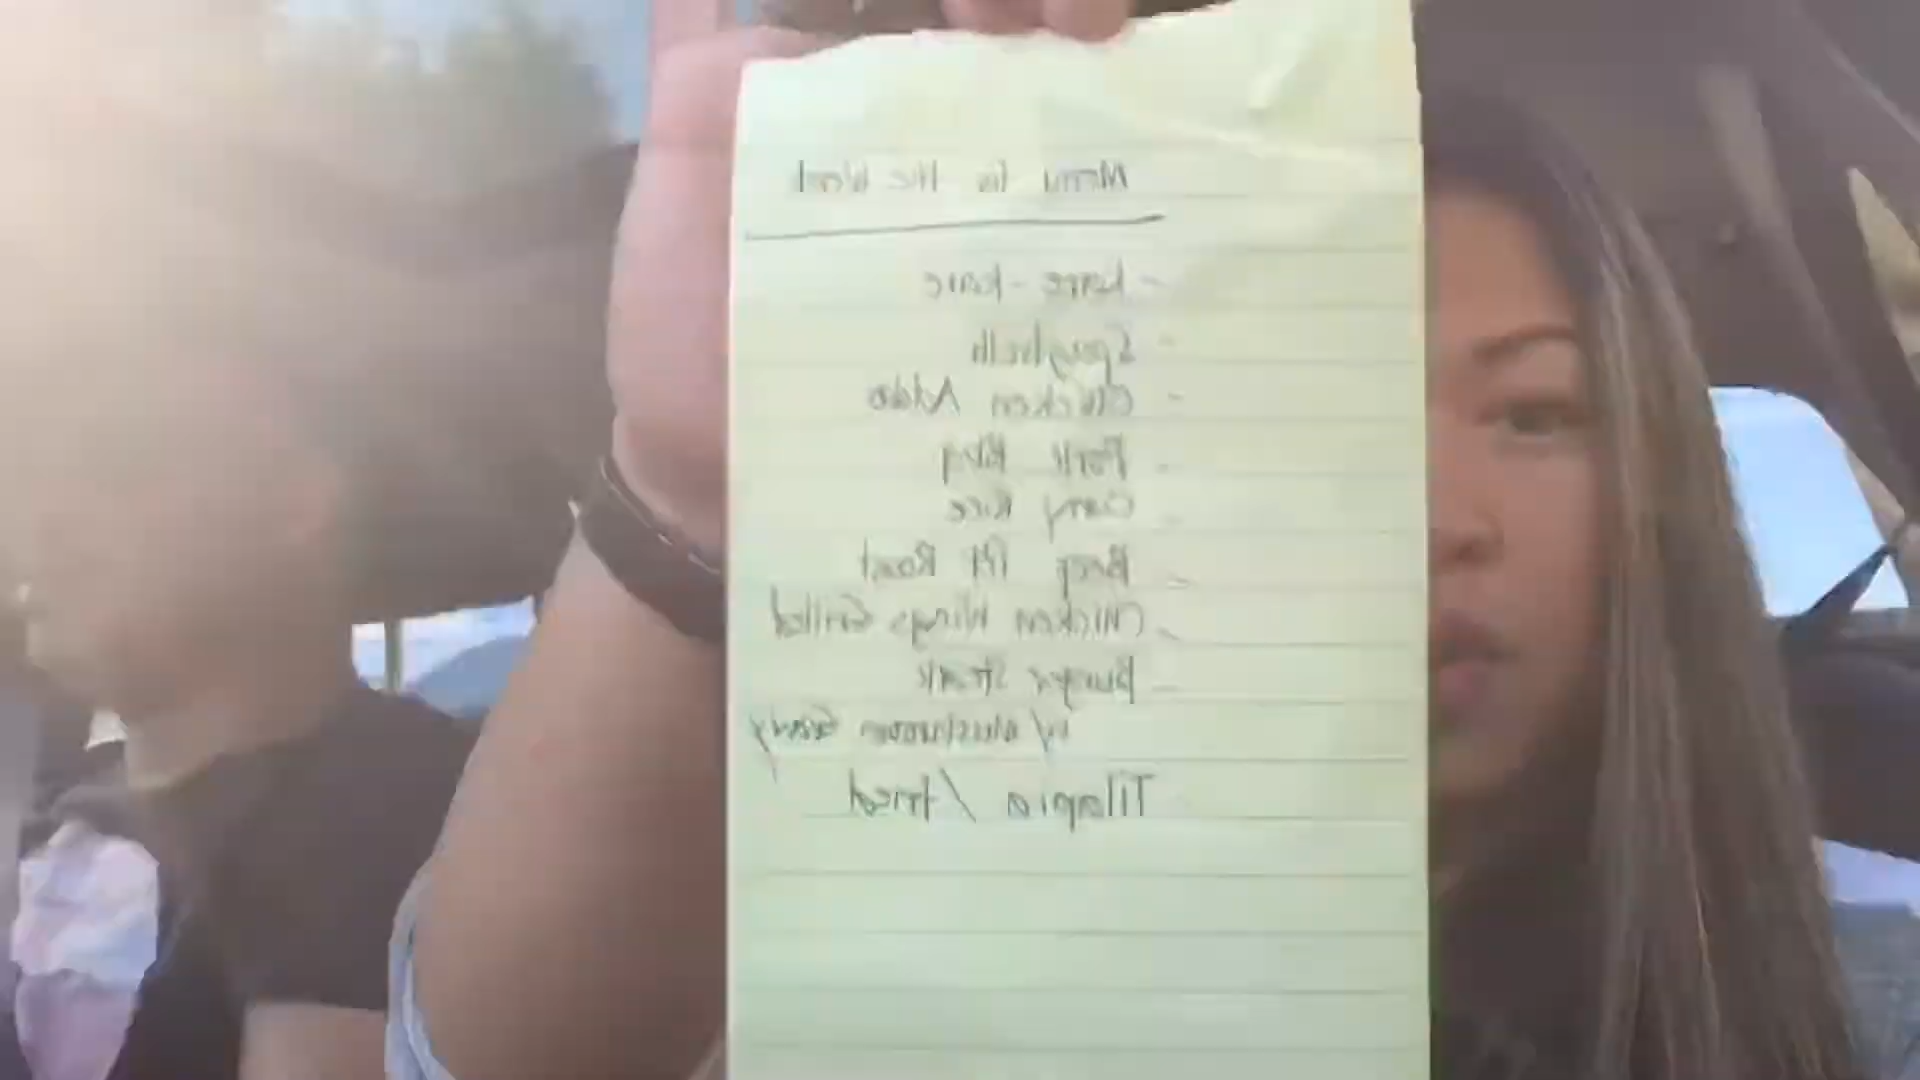 Menu for the Week
- kare-kare
- Spaghetti
- Chicken Adobo
- Pork
- Curry Rice
- Beef Pot Roast
- Chicken Wings Grilled
- Burger Steak
w/ Mushroom Gravy
Tilapia / fried